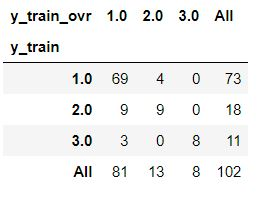 y_train_ovr 1.0 2.0 3.0 All
y_train
1.0 69 4 0 73
2.0 9 9 0 18
3.0 3 0 8 11
All 81 13 8 102